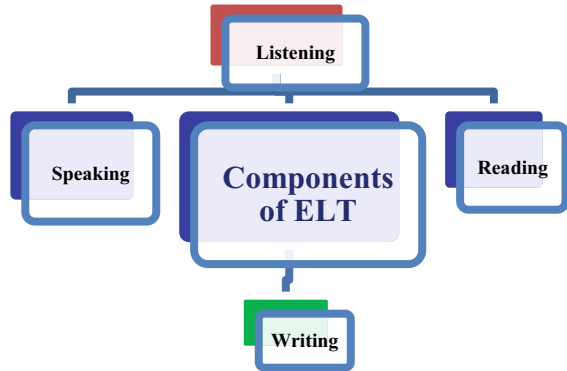 Listening
Speaking
Components
of ELT
Reading
Writing